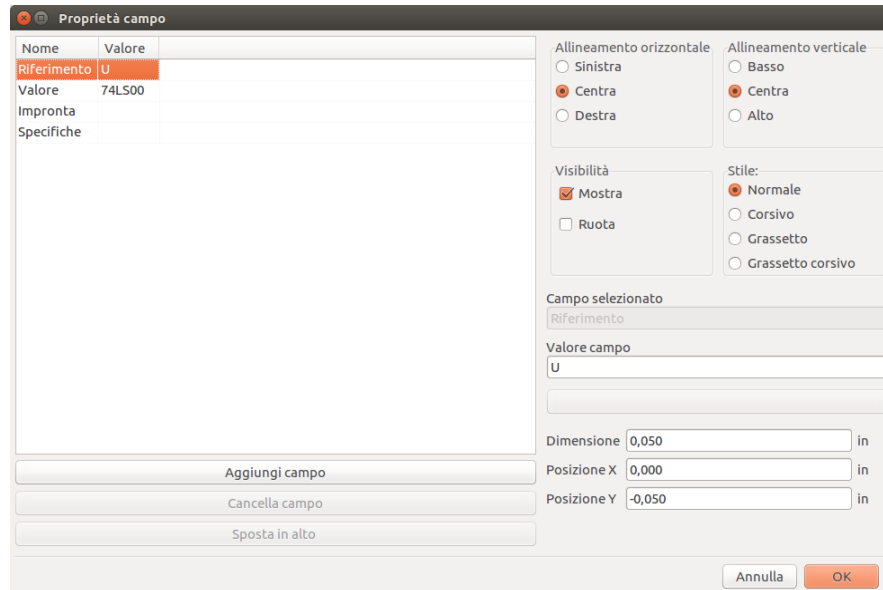 Proprietà campo
Nome Valore
Riferimento U
Valore 74LS00
Impronta
Specifiche
Aggiungi campo
Cancella campo
Sposta in alto
Allineamento orizzontale
Sinistra
Centra
Destra
Allineamento verticale
Basso
Centra
Alto
Visibilità
Mostra
Ruota
Stile:
Normale
Corsivo
Grassetto
Grassetto corsivo
Campo selezionato
Riferimento
Valore campo
U
Dimensione 0,050 in
Posizione X 0,000 in
Posizione Y -0,050 in
Annulla OK